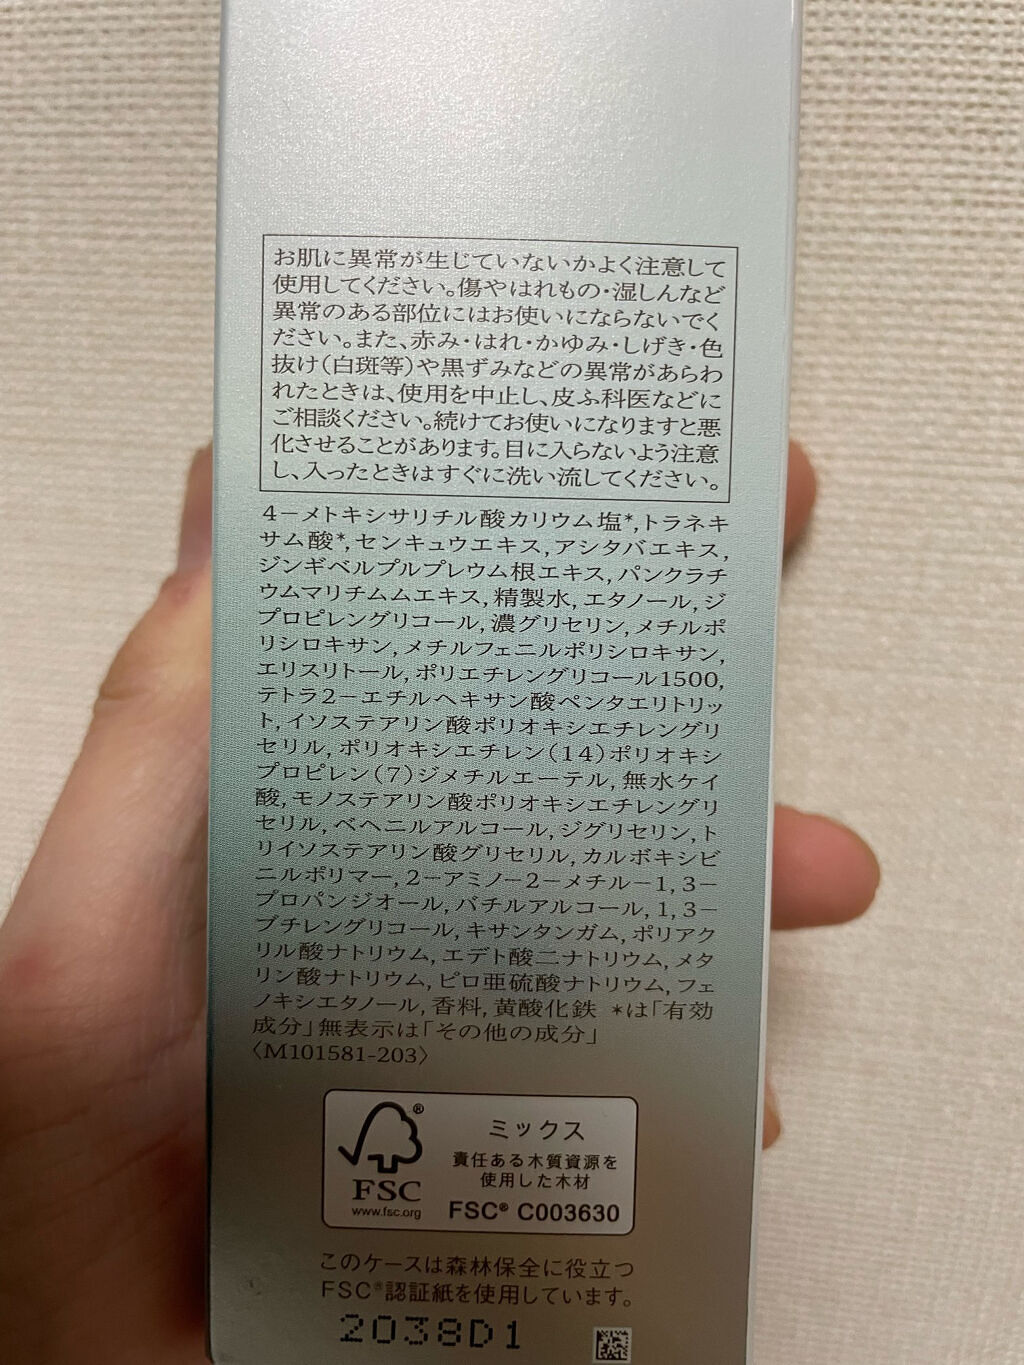 お肌に異常が生じていないかよく注意して
使用してください。傷やはれもの・湿しんなど
異常のある部位にはお使いにならないでく
ださい。また、赤み・はれ・かゆみ・しげき・色
抜け（白斑等）や黒ずみなどの異常があらわ
れたときは、使用を中止し、皮ふ科医などに
ご相談ください。続けてお使いになりますと悪
化させることがあります。目に入らないよう注意
し、入ったときはすぐに洗い流してください。
4－メトキシサリチル酸カリウム塩*,トラネキ
サム酸*,センキュウエキス,アシタバエキス,
ジンギベルプルプレウム根エキス,パンクラチ
ウムマリチムムエキス,精製水,エタノール,ジ
プロピレングリコール,濃グリセリン,メチルポ
リシロキサン,メチルフェニルポリシロキサン,
エリスリトール,ポリエチレングリコール1500,
テトラ2－エチルヘキサン酸ペンタエリトリッ
ト,イソステアリン酸ポリオキシエチレングリ
セリル,ポリオキシエチレン（14）ポリオキシ
プロピレン（7）ジメチルエーテル,無水ケイ
酸,モノステアリン酸ポリオキシエチレングリ
セリル,ベヘニルアルコール,ジグリセリン,ト
リイソステアリン酸グリセリル,カルボキシビ
ニルポリマー,2－アミノ－2－メチル－1,3－
プロパンジオール,バチルアルコール,1,3－
ブチレングリコール,キサンタンガム,ポリアク
リル酸ナトリウム,エデト酸二ナトリウム,メタ
リン酸ナトリウム,ピロ亜硫酸ナトリウム,フェ
ノキシエタノール,香料,黄酸化鉄 *は「有効
成分」無表示は「その他の成分」
〈M101581-203〉
®
FSC
www.fsc.org
ミックス
責任ある木質資源を
使用した木材
FSC® C003630
このケースは森林保全に役立つ
FSC®認証紙を使用しています。
2038D1